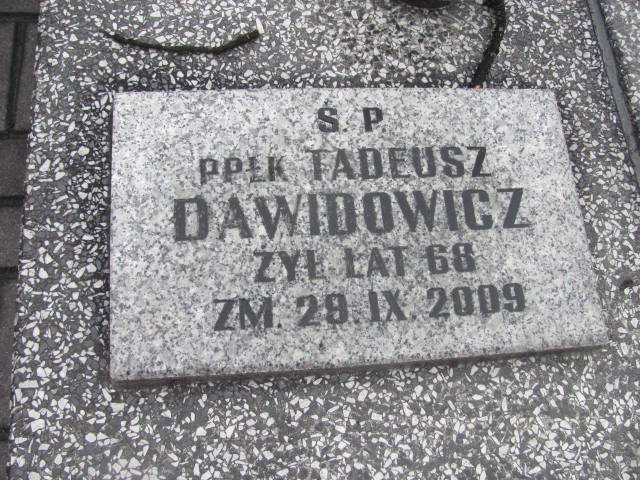 Ś. P.
PPŁK TADEUSZ
DAWIDOWICZ
ŻYŁ LAT 68
ZM. 29. IX. 2009